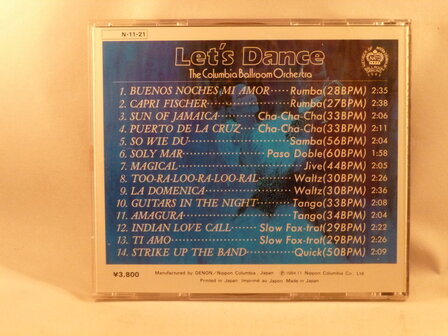 N-11-21
Let's Dance
The Columbia Ballroom Orchestra
1. BUENOS NOCHES MI AMOR ····· Rumba(28BPM) 2:35
2. CAPRI FISCHER ····· Rumba(27BPM) 2:38
3. SUN OF JAMAICA ····· Cha-Cha-Cha(33BPM) 2:06
4. PUERTO DE LA CRUZ ··· Cha-Cha-Cha(33BPM) 2:11
5. SO WIE DU ····· Samba(56BPM) 2:04
6. SOLY MAR ····· Paso Doble(60BPM) 1:58
7. MAGICAL ····· Jive(44BPM) 2:05
8. TOO-RA-LOO-RA-LOO-RAL ····· Waltz(30BPM) 2:26
9. LA DOMENICA ····· Waltz(30BPM) 2:36
10. GUITARS IN THE NIGHT ····· Tango(33BPM) 2:08
11. AMAGURA ····· Tango(34BPM) 2:04
12. INDIAN LOVE CALL ····· Slow Fox-trot(29BPM) 2:22
13. TI AMO ····· Slow Fox-trot(29BPM) 2:26
14. STRIKE UP THE BAND ····· Quick(50BPM) 2:09
¥3,800
Manufactured by DENON/Nippon Columbia, Japan ℗1984.11 Nippon Columbia Co., Ltd.
Printed in Japan Imprimé au Japon Made in Japan